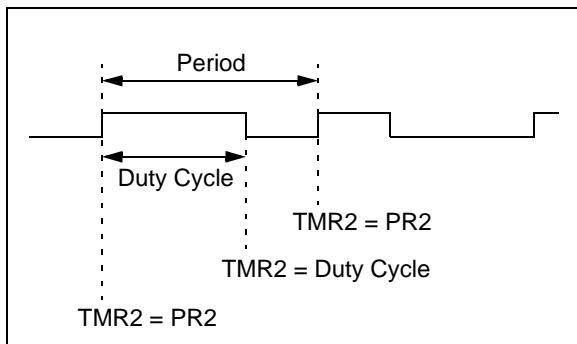 Period
Duty Cycle
TMR2 = PR2
TMR2 = Duty Cycle
TMR2 = PR2